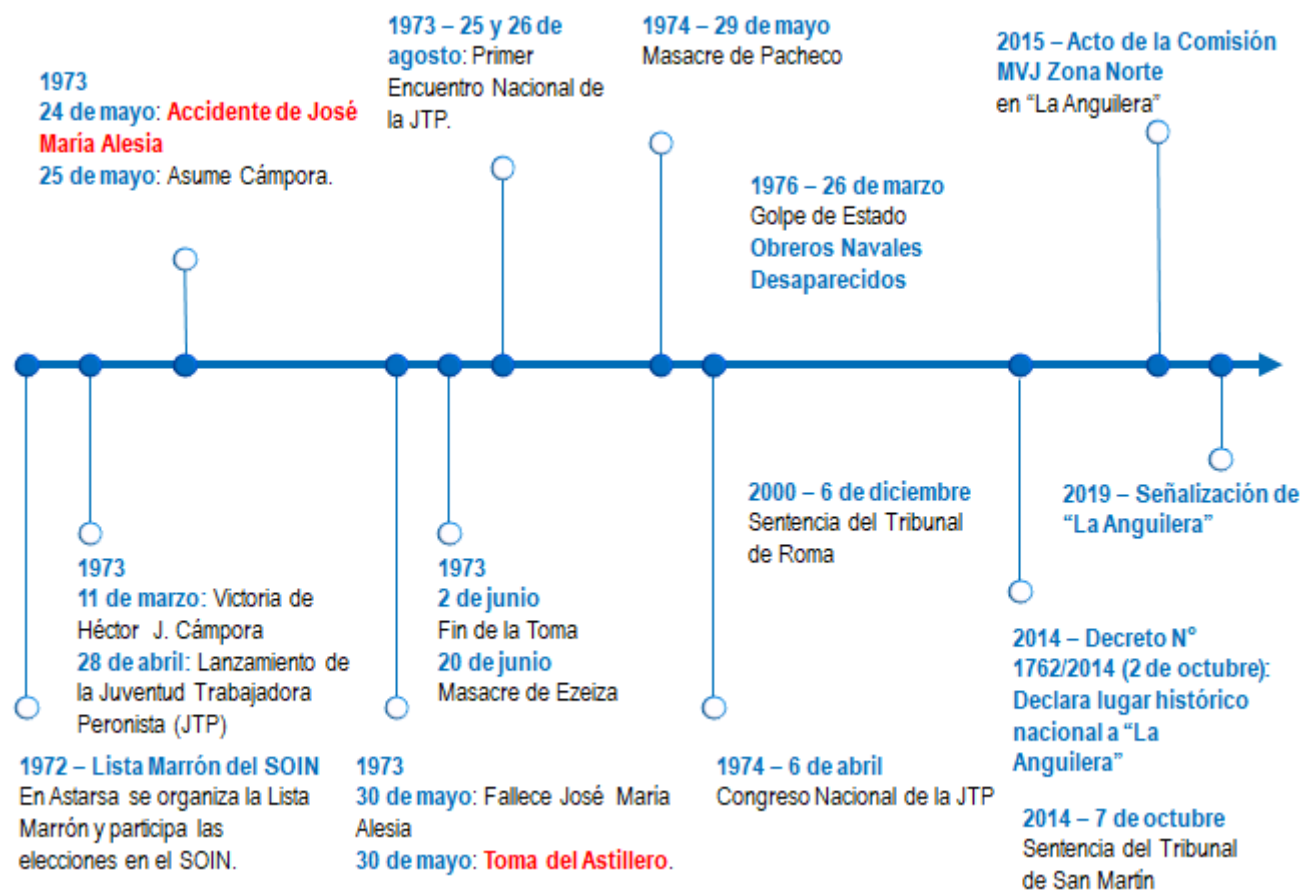 1973
24 de mayo: Accidente de José
María Alesia
25 de mayo: Asume Cámpora.
1973 – 25 y 26 de
agosto: Primer
Encuentro Nacional de
la JTP.
1974 – 29 de mayo
Masacre de Pacheco
1976 – 26 de marzo
Golpe de Estado
Obreros Navales
Desaparecidos
2015 – Acto de la Comisión
MVJ Zona Norte
en “La Anguilera”
1972 – Lista Marrón del SOIN
En Astarsa se organiza la Lista
Marrón y participa las
elecciones en el SOIN.
1973
11 de marzo: Victoria de
Héctor J. Cámpora
28 de abril: Lanzamiento de
la Juventud Trabajadora
Peronista (JTP)
1973
30 de mayo: Fallece José María
Alesia
30 de mayo: Toma del Astillero.
1973
2 de junio
Fin de la Toma
20 de junio
Masacre de Ezeiza
1974 – 6 de abril
Congreso Nacional de la JTP
2000 – 6 de diciembre
Sentencia del Tribunal
de Roma
2014 – Decreto N°
1762/2014 (2 de octubre):
Declara lugar histórico
nacional a “La
Anguilera”
2014 – 7 de octubre
Sentencia del Tribunal
de San Martín
2019 – Señalización de
“La Anguilera”